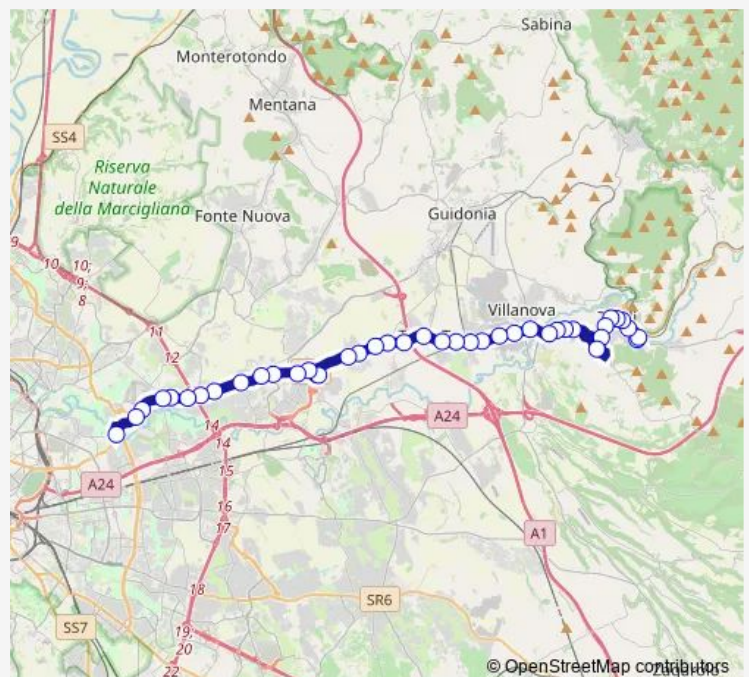 Sabina
Monterotondo
Mentana
SS4
Riserva
Naturale
della Marcigliana
Fonte Nuova
Guidonia
9
10
10;
9;
8
11
Villanova
12
14
14
A24
A24
15
16
17
A1
18
SR6
SS7
19;
20
22
© OpenStreetMap contributors